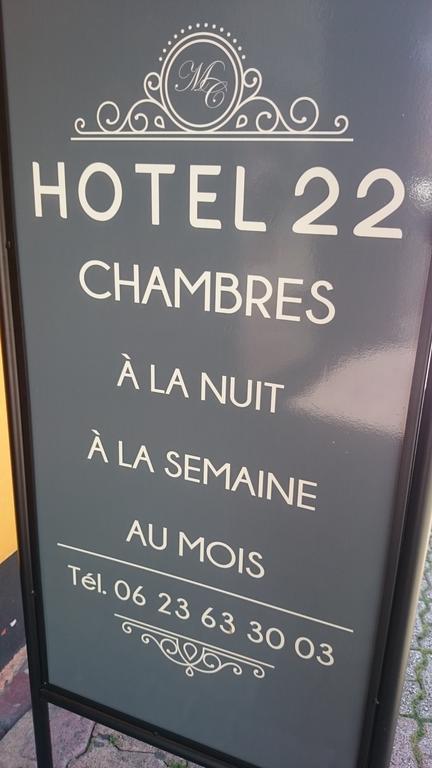 MC
HOTEL 22
CHAMBRES
À LA NUIT
À LA SEMAINE
AU MOIS
Tél. 06 23 63 30 03